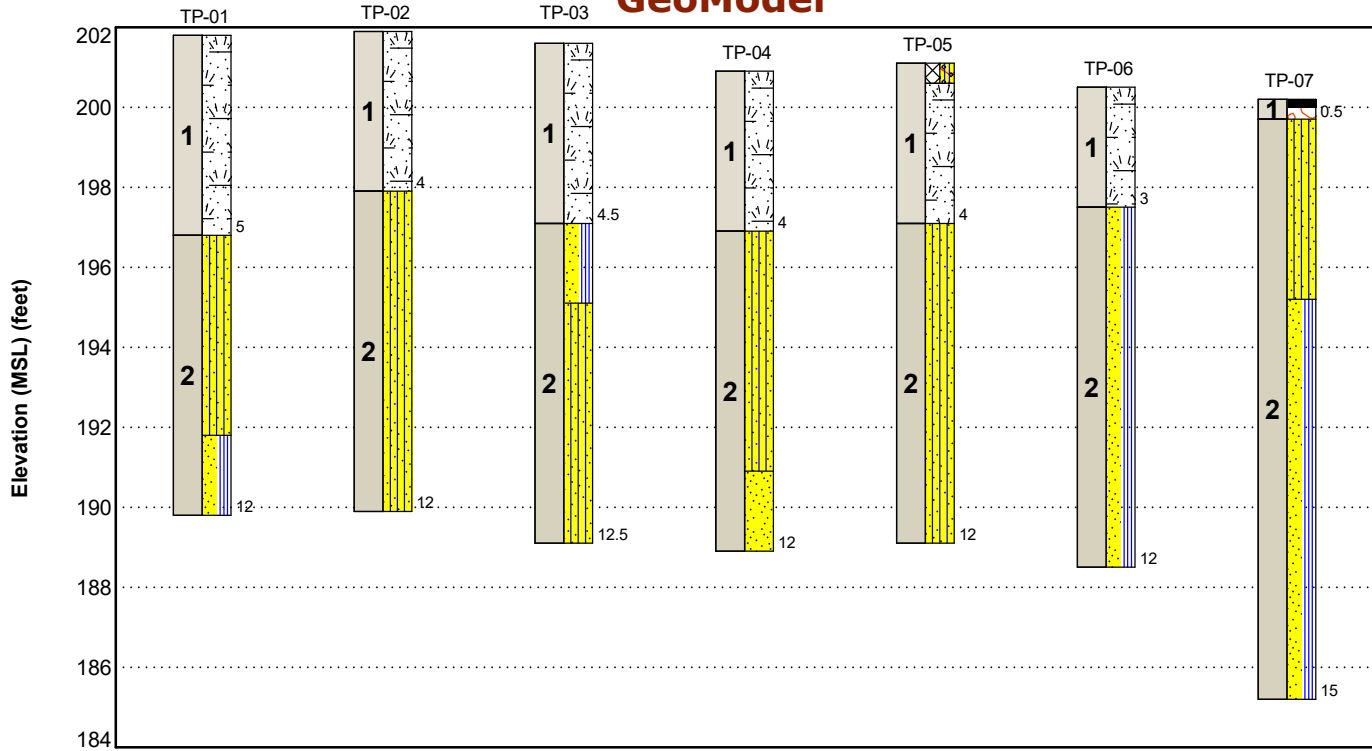 GeoModel
TP-01 TP-02 TP-03 TP-04 TP-05 TP-06 TP-07
Elevation (MSL) (feet)
202
200
198
196
194
192
190
188
186
184
1 2 5 12
1 2 4 12
1 2 4.5 12.5
1 2 4 12
1 2 4 12
1 2 3 12
1 2 0.5 15